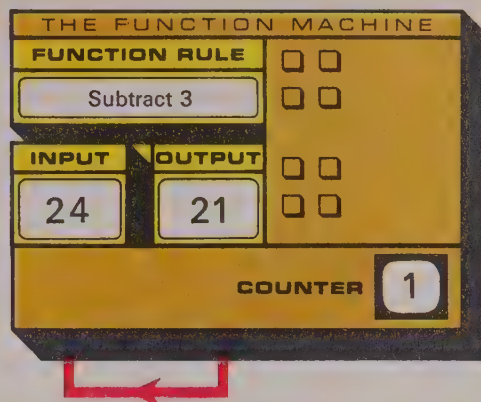 THE FUNCTION MACHINE
FUNCTION RULE
Subtract 3
INPUT OUTPUT
24 21
COUNTER 1